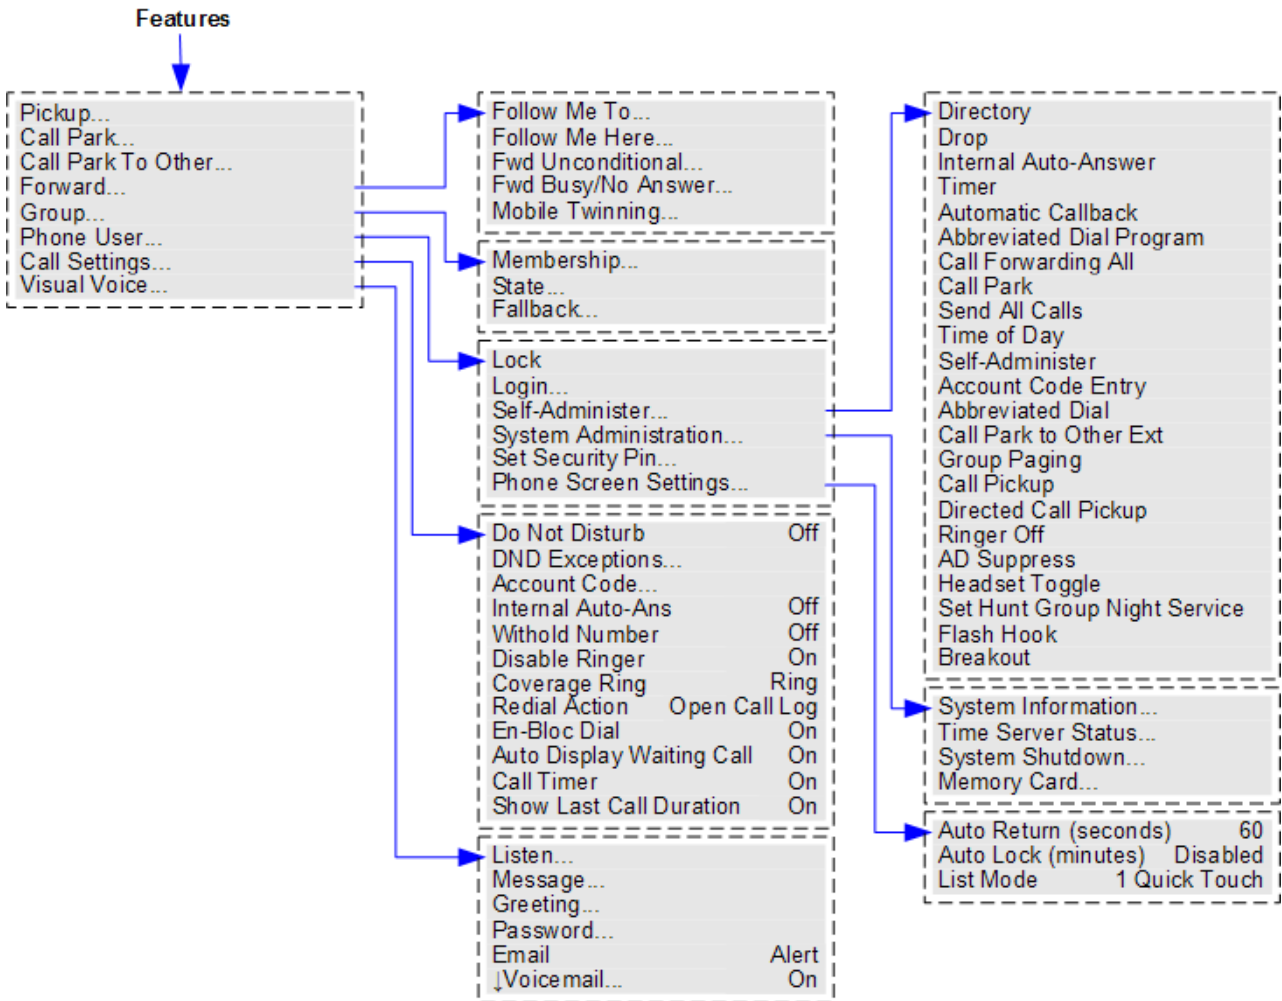 Features
Pickup...
Call Park...
Call Park To Other...
Forward...
Group...
Phone User...
Call Settings...
Visual Voice...
Follow Me To...
Follow Me Here...
Fwd Unconditional...
Fwd Busy/No Answer...
Mobile Twinning...
Membership...
State...
Fallback...
Lock
Login...
Self-Administer...
System Administration...
Set Security Pin...
Phone Screen Settings...
Do Not Disturb Off
DND Exceptions...
Account Code...
Internal Auto-Ans Off
Withold Number Off
Disable Ringer On
Coverage Ring Ring
Redial Action Open Call Log
En-Bloc Dial On
Auto Display Waiting Call On
Call Timer On
Show Last Call Duration On
Listen...
Message...
Greeting...
Password...
Email Alert
↓Voicemail... On
Directory
Drop
Internal Auto-Answer
Timer
Automatic Callback
Abbreviated Dial Program
Call Forwarding All
Call Park
Send All Calls
Time of Day
Self-Administer
Account Code Entry
Abbreviated Dial
Call Park to Other Ext
Group Paging
Call Pickup
Directed Call Pickup
Ringer Off
AD Suppress
Headset Toggle
Set Hunt Group Night Service
Flash Hook
Breakout
System Information...
Time Server Status...
System Shutdown...
Memory Card...
Auto Return (seconds) 60
Auto Lock (minutes) Disabled
List Mode 1 Quick Touch